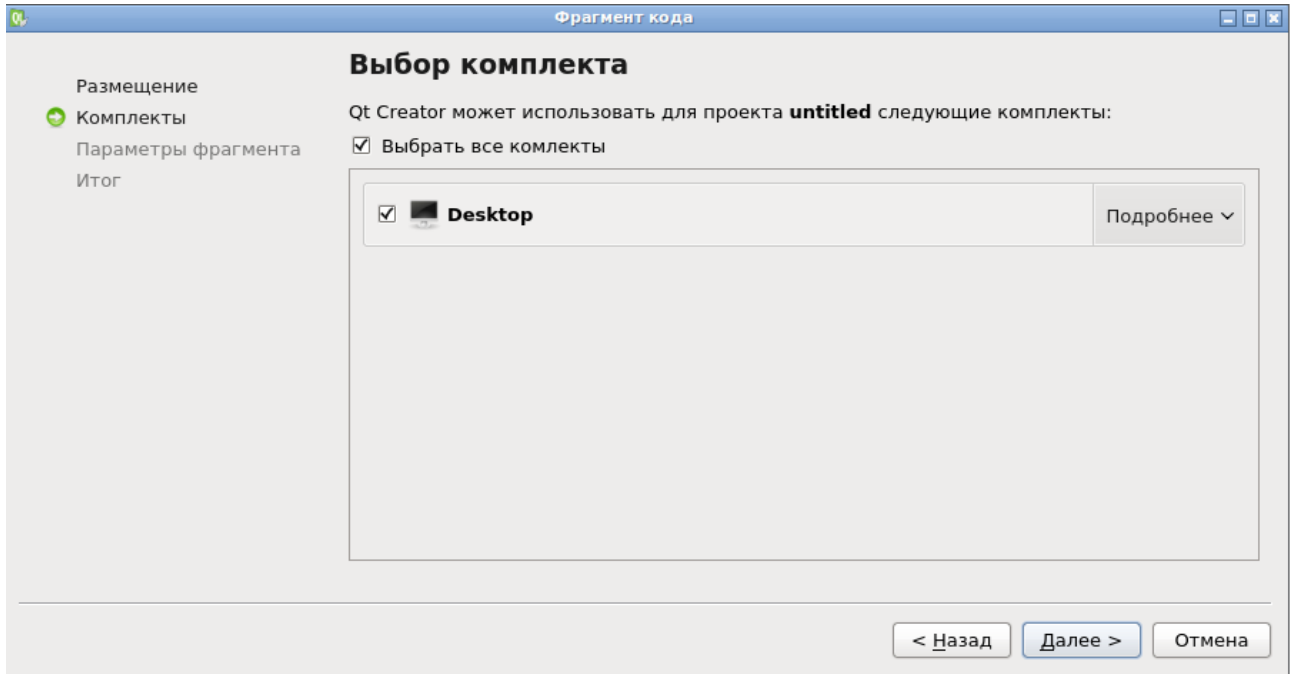 Фрагмент кода
Размещение
Комплекты
Параметры фрагмента
Итог
Выбор комплекта
Qt Creator может использовать для проекта untitled следующие комплекты:
Выбрать все комлекты
Desktop
Подробнее
< Назад
Далее >
Отмена